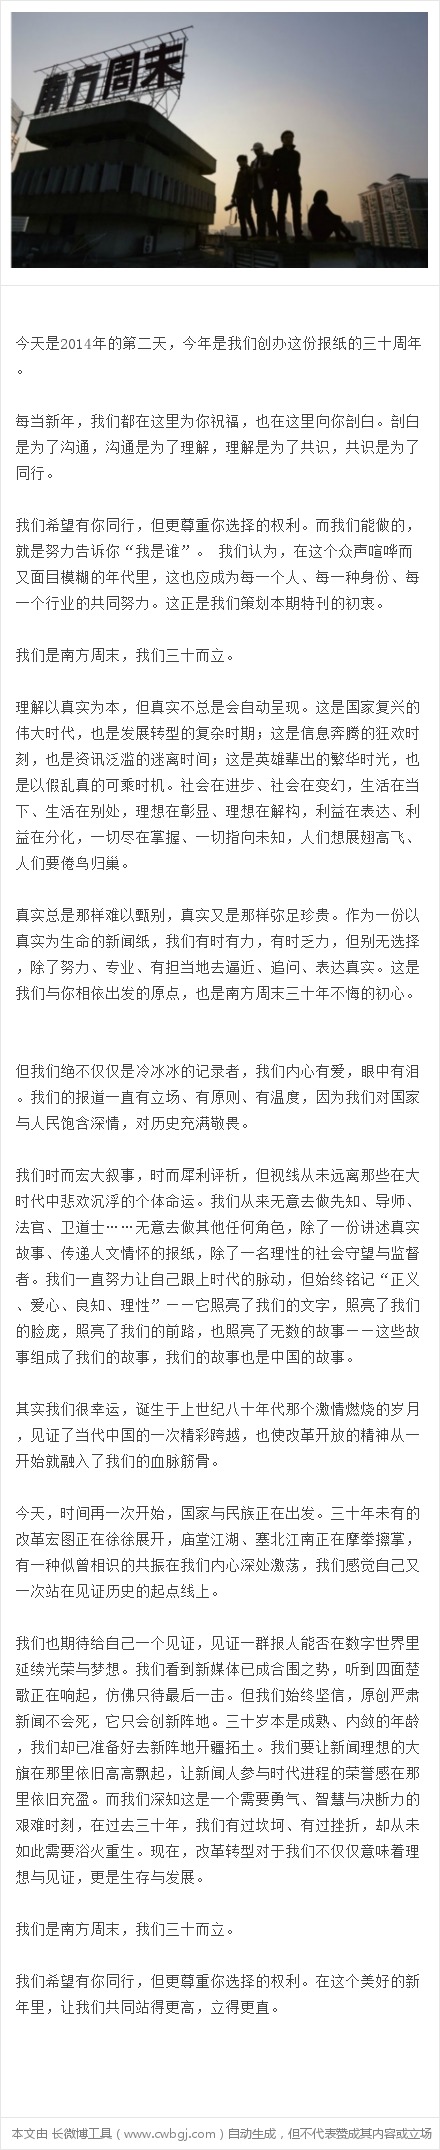 南方周末
今天是2014年的第二天，今年是我们创办这份报纸的三十周年
。
每当新年，我们都在这里为你祝福，也在这里向你剖白。剖白
是为了沟通，沟通是为了理解，理解是为了共识，共识是为了
同行。
我们希望有你同行，但更尊重你选择的权利。而我们能做的，
就是努力告诉你“我是谁”。 我们认为，在这个众声喧哗而
又面目模糊的年代里，这也应成为每一个人、每一种身份、每
一个行业的共同努力。这正是我们策划本期特刊的初衷。
我们是南方周末，我们三十而立。
理解以真实为本，但真实不总是会自动呈现。这是国家复兴的
伟大时代，也是发展转型的复杂时期；这是信息奔腾的狂欢时
刻，也是资讯泛滥的迷离时间；这是英雄辈出的繁华时光，也
是以假乱真的可乘时机。社会在进步、社会在变幻，生活在当
下、生活在别处，理想在彰显、理想在解构，利益在表达、利
益在分化，一切尽在掌握、一切指向未知，人们想展翅高飞、
人们要倦鸟归巢。
真实总是那样难以甄别，真实又是那样弥足珍贵。作为一份以
真实为生命的新闻纸，我们有时有力，有时乏力，但别无选择
，除了努力、专业、有担当地去逼近、追问、表达真实。这是
我们与你相依出发的原点，也是南方周末三十年不悔的初心。
但我们绝不仅仅是冷冰冰的记录者，我们内心有爱，眼中有泪
。我们的报道一直有立场、有原则、有温度，因为我们对国家
与人民饱含深情，对历史充满敬畏。
我们时而宏大叙事，时而犀利评析，但视线从未远离那些在大
时代中悲欢沉浮的个体命运。我们从来无意去做先知、导师、
法官、卫道士……无意去做其他任何角色，除了一份讲述真实
故事、传递人文情怀的报纸，除了一名理性的社会守望与监督
者。我们一直努力让自己跟上时代的脉动，但始终铭记“正义
、爱心、良知、理性”——它照亮了我们的文字，照亮了我们
的脸庞，照亮了我们的前路，也照亮了无数的故事——这些故
事组成了我们的故事，我们的故事也是中国的故事。
其实我们很幸运，诞生于上世纪八十年代那个激情燃烧的岁月
，见证了当代中国的一次精彩跨越，也使改革开放的精神从一
开始就融入了我们的血脉筋骨。
今天，时间再一次开始，国家与民族正在出发。三十年未有的
改革宏图正在徐徐展开，庙堂江湖、塞北江南正在摩拳擦掌，
有一种似曾相识的共振在我们内心深处激荡，我们感觉自己又
一次站在见证历史的起点线上。
我们也期待给自己一个见证，见证一群报人能否在数字世界里
延续光荣与梦想。我们看到新媒体已成合围之势，听到四面楚
歌正在响起，仿佛只待最后一击。但我们始终坚信，原创严肃
新闻不会死，它只会创新阵地。三十岁本是成熟、内敛的年龄
，我们却已准备好去新阵地开疆拓土。我们要让新闻理想的大
旗在那里依旧高高飘起，让新闻人参与时代进程的荣誉感在那
里依旧充盈。而我们深知这是一个需要勇气、智慧与决断力的
艰难时刻，在过去三十年，我们有过坎坷、有过挫折，却从未
如此需要浴火重生。现在，改革转型对于我们不仅仅意味着理
想与见证，更是生存与发展。
我们是南方周末，我们三十而立。
我们希望有你同行，但更尊重你选择的权利。在这个美好的新
年里，让我们共同站得更高，立得更直。
本文由 长微博工具（www.cwbgj.com）自动生成，但不代表赞成其内容或立场